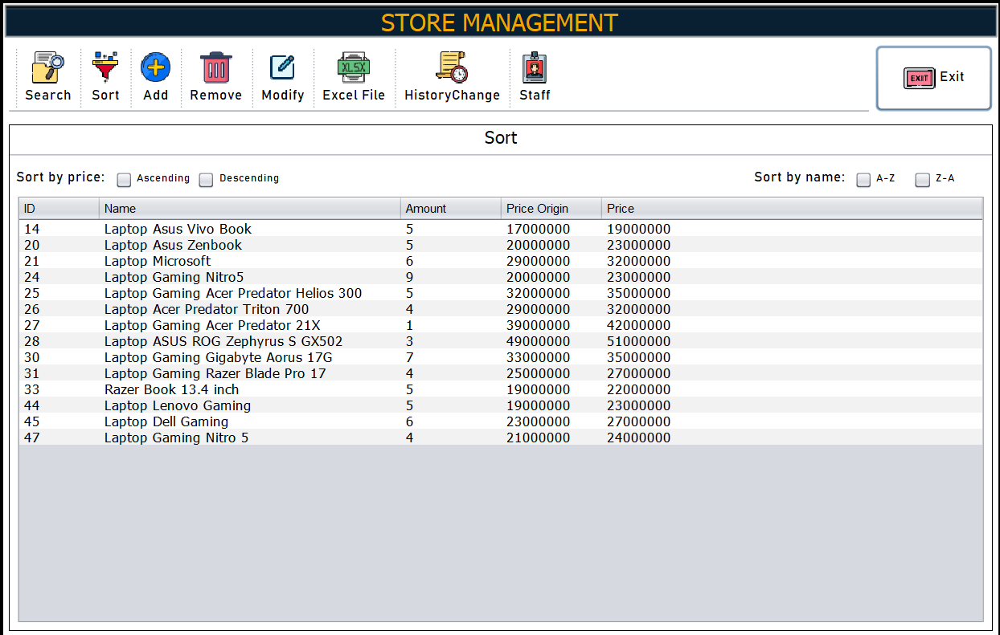 STORE MANAGEMENT
XLSX
EXIT
Search Sort Add Remove Modify Excel File HistoryChange Staff Exit
Sort
Sort by price: Ascending Descending Sort by name: A-Z Z-A
ID Name Amount Price Origin Price
14 Laptop Asus Vivo Book 5 17000000 19000000
20 Laptop Asus Zenbook 5 20000000 23000000
21 Laptop Microsoft 6 29000000 32000000
24 Laptop Gaming Nitro5 9 20000000 23000000
25 Laptop Gaming Acer Predator Helios 300 5 32000000 35000000
26 Laptop Acer Predator Triton 700 4 29000000 32000000
27 Laptop Gaming Acer Predator 21X 1 39000000 42000000
28 Laptop ASUS ROG Zephyrus S GX502 3 49000000 51000000
30 Laptop Gaming Gigabyte Aorus 17G 7 33000000 35000000
31 Laptop Gaming Razer Blade Pro 17 4 25000000 27000000
33 Razer Book 13.4 inch 5 19000000 22000000
44 Laptop Lenovo Gaming 5 19000000 23000000
45 Laptop Dell Gaming 6 23000000 27000000
47 Laptop Gaming Nitro 5 4 21000000 24000000